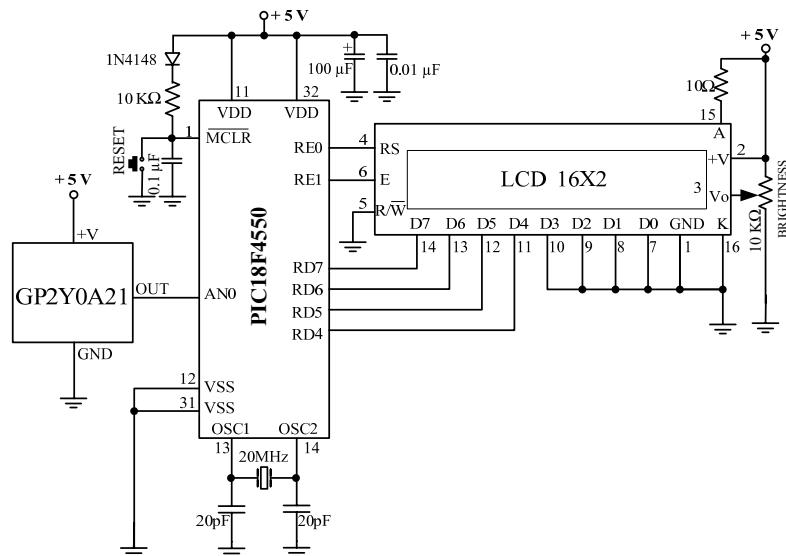 +5V
1N4148
10 KΩ
RESET
0.1 µF
1
11
VDD
32
VDD
MCLR
100 µF
+
0.01 µF
+5V
10Ω
15
A
4
RS
RE0
6
E
RE1
5
R/W
LCD 16X2
2
+V
3
Vo
10 KΩ
BRIGHTNESS
D7
D6
D5
D4
D3
D2
D1
D0
GND
K
14
13
12
11
10
9
8
7
1
16
+5V
+V
GP2Y0A21
OUT
GND
AN0
PIC18F4550
RD7
RD6
RD5
RD4
12
VSS
31
VSS
OSC1
OSC2
13
14
20MHz
20pF
20pF